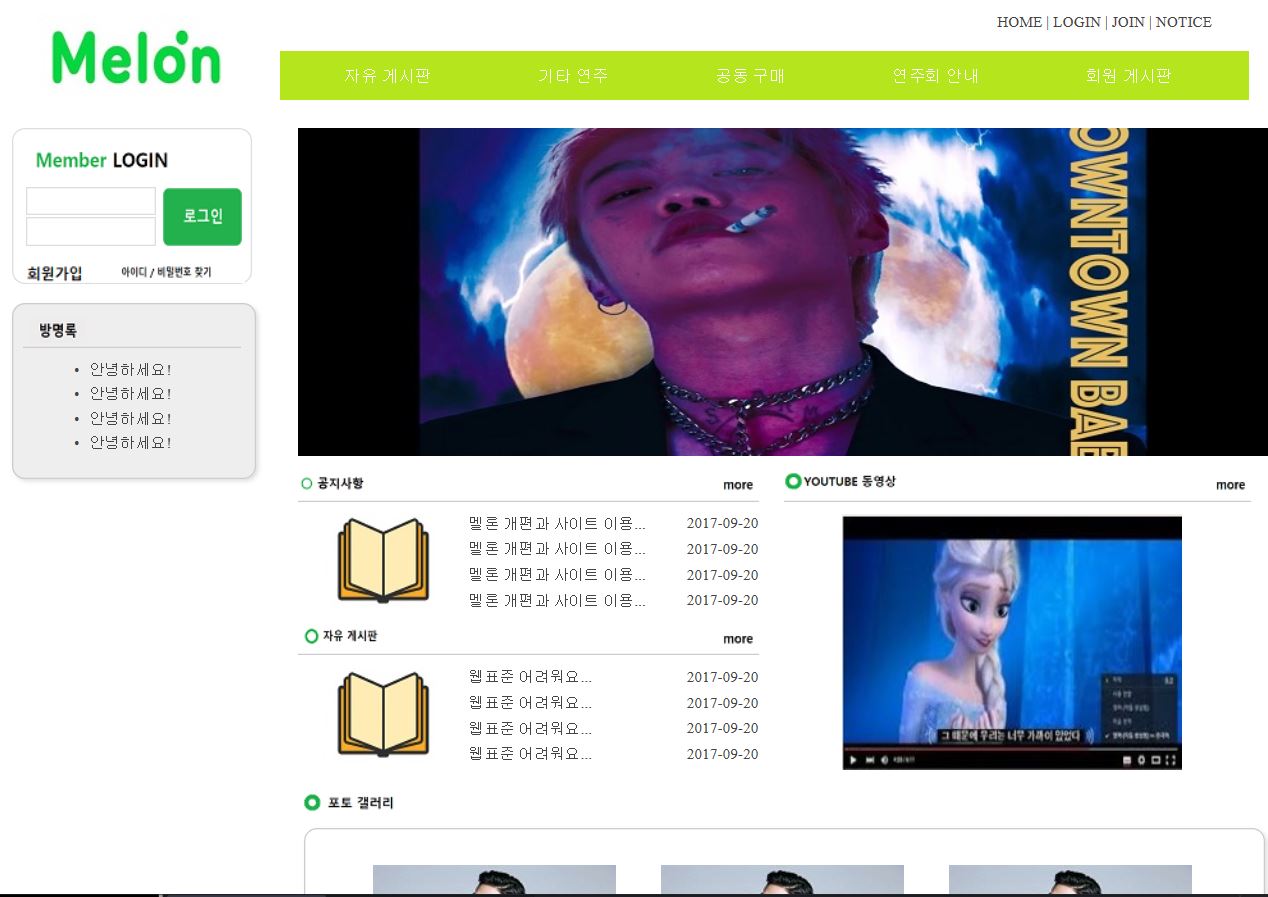 Melon
HOME | LOGIN | JOIN | NOTICE
자유 게시판
기타 연주
공동 구매
연주회 안내
회원 게시판
Member LOGIN
로그인
회원가입
아이디 / 비밀번호 찾기
방명록
• 안녕하세요!
• 안녕하세요!
• 안녕하세요!
• 안녕하세요!
OWNTOWN BA
공지사항
more
멜론 개편과 사이트 이용... 2017-09-20
멜론 개편과 사이트 이용... 2017-09-20
멜론 개편과 사이트 이용... 2017-09-20
멜론 개편과 사이트 이용... 2017-09-20
자유 게시판
more
웹표준 어려워요... 2017-09-20
웹표준 어려워요... 2017-09-20
웹표준 어려워요... 2017-09-20
웹표준 어려워요... 2017-09-20
YOUTUBE 동영상
more
그 때문에 우리는 너무 가까이 있었다
포토 갤러리